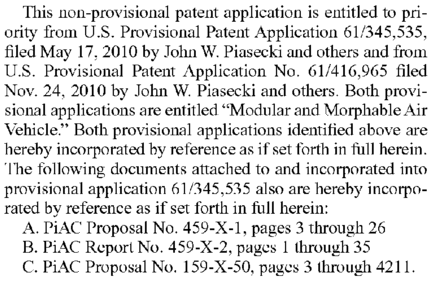 This non-provisional patent application is entitled to pri-
ority from U.S. Provisional Patent Application 61/345,535,
filed May 17, 2010 by John W. Piasecki and others and from
U.S. Provisional Patent Application No. 61/416,965 filed
Nov. 24, 2010 by John W. Piasecki and others. Both provi-
sional applications are entitled “Modular and Morphable Air
Vehicle.” Both provisional applications identified above are
hereby incorporated by reference as if set forth in full herein.
The following documents attached to and incorporated into
provisional application 61/345,535 also are hereby incorpo-
rated by reference as if set forth in full herein:
A. PiAC Proposal No. 459-X-1, pages 3 through 26
B. PiAC Report No. 459-X-2, pages 1 through 35
C. PiAC Proposal No. 159-X-50, pages 3 through 4211.